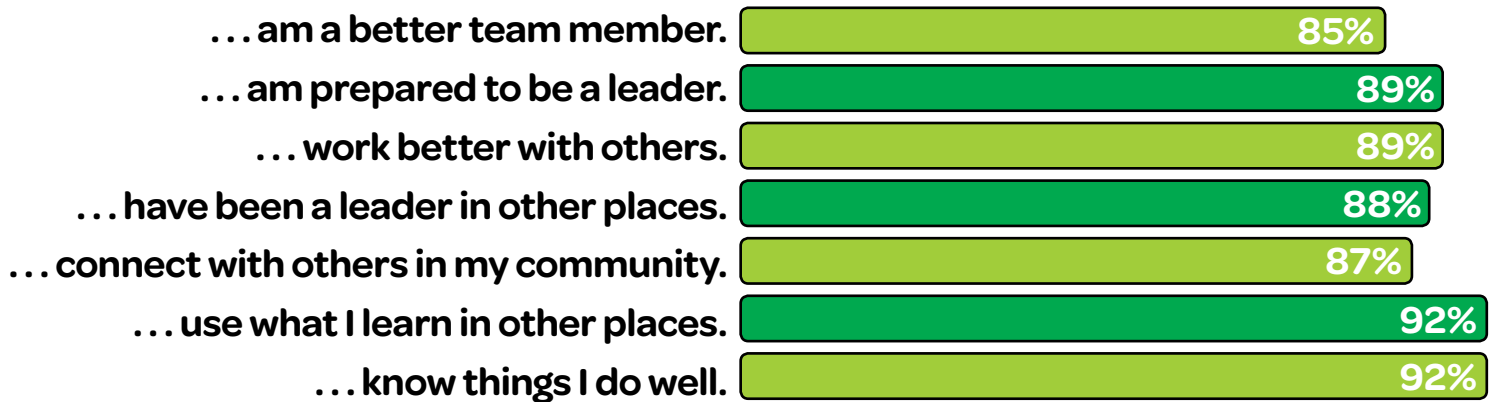 ...am a better team member. 85%
...am prepared to be a leader. 89%
...work better with others. 89%
...have been a leader in other places. 88%
...connect with others in my community. 87%
...use what I learn in other places. 92%
...know things I do well. 92%